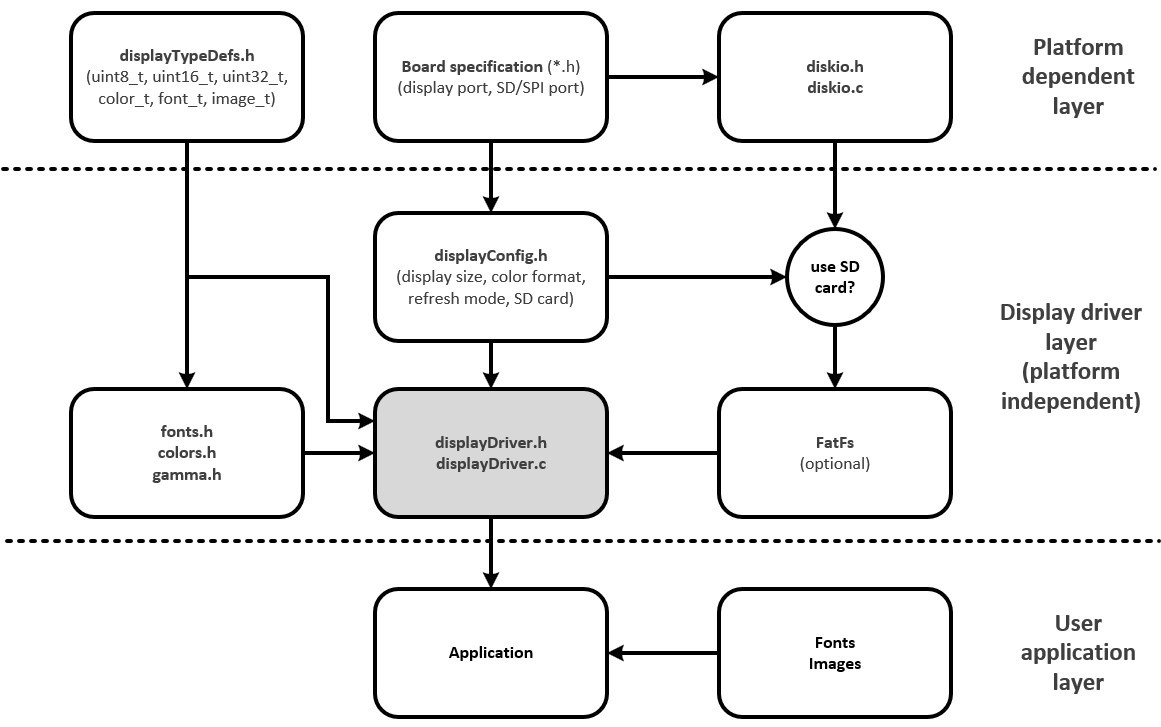 displayTypeDefs.h
(uint8_t, uint16_t, uint32_t,
color_t, font_t, image_t)
Board specification (*.h)
(display port, SD/SPI port)
diskio.h
diskio.c
Platform
dependent
layer
displayConfig.h
(display size, color format,
refresh mode, SD card)
use SD
card?
Display driver
layer
(platform
independent)
fonts.h
colors.h
gamma.h
displayDriver.h
displayDriver.c
FatFs
(optional)
Application
Fonts
Images
User
application
layer